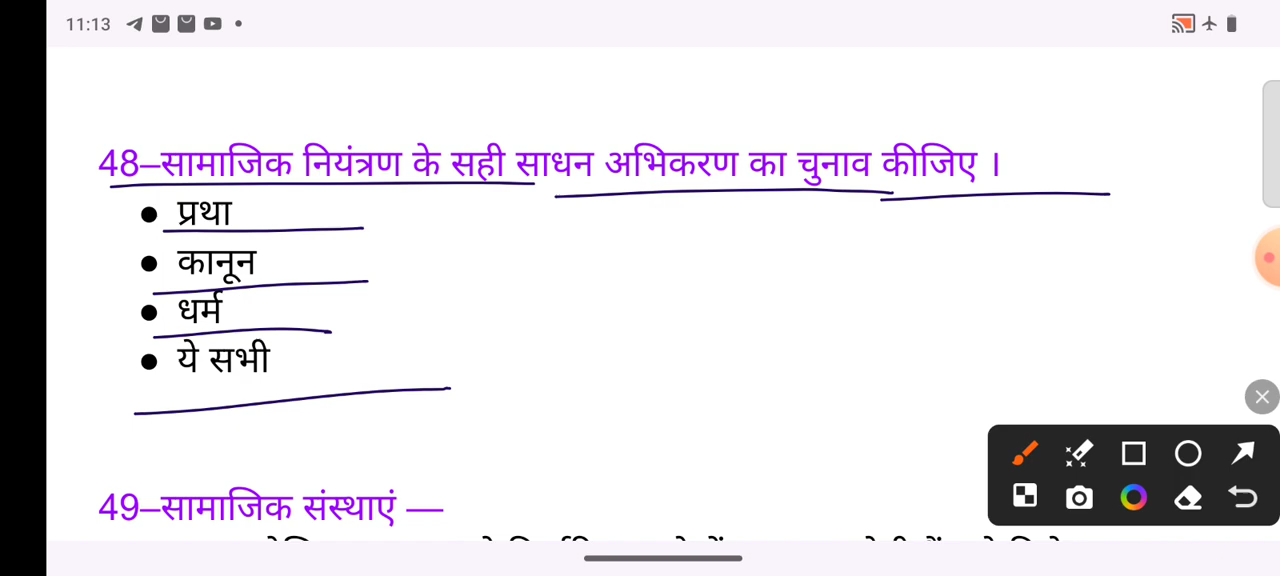 11:13
48–सामाजिक नियंत्रण के सही साधन अभिकरण का चुनाव कीजिए ।
● प्रथा
● कानून
● धर्म
● ये सभी
49–सामाजिक संस्थाएं —